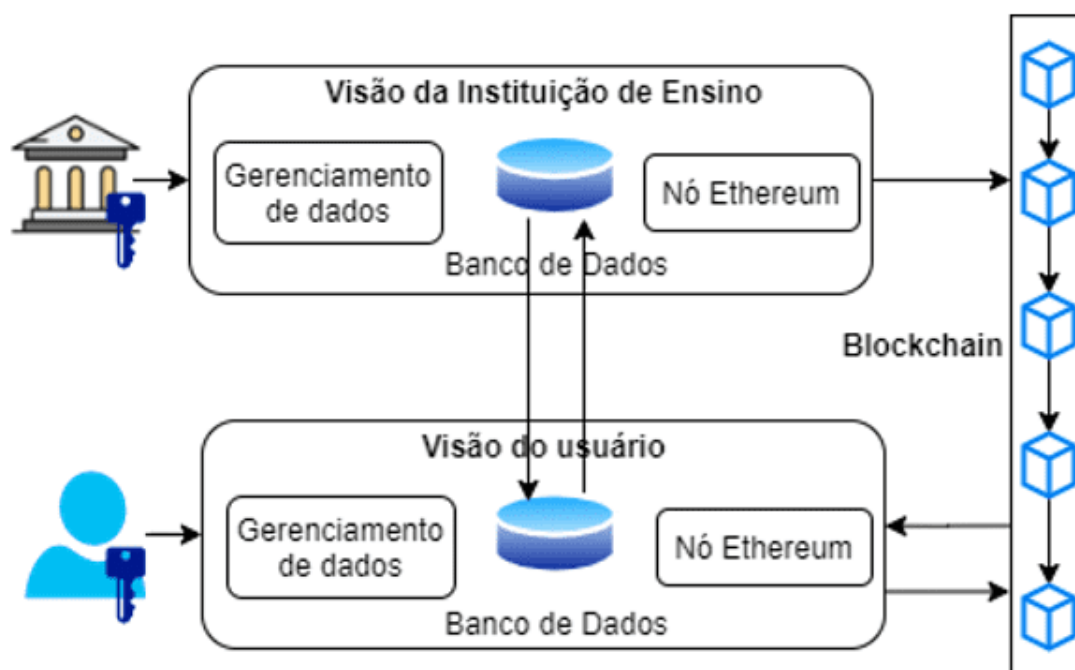 Visão da Instituição de Ensino
Gerenciamento
de dados
Nó Ethereum
Banco de Dados
Blockchain
Visão do usuário
Gerenciamento
de dados
Nó Ethereum
Banco de Dados